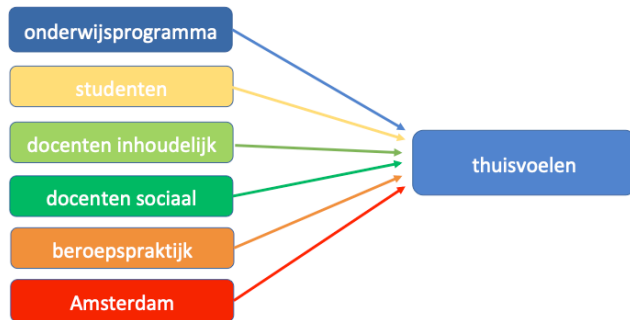 onderwijsprogramma
studenten
docenten inhoudelijk
docenten sociaal
beroepspraktijk
Amsterdam
thuisvoelen